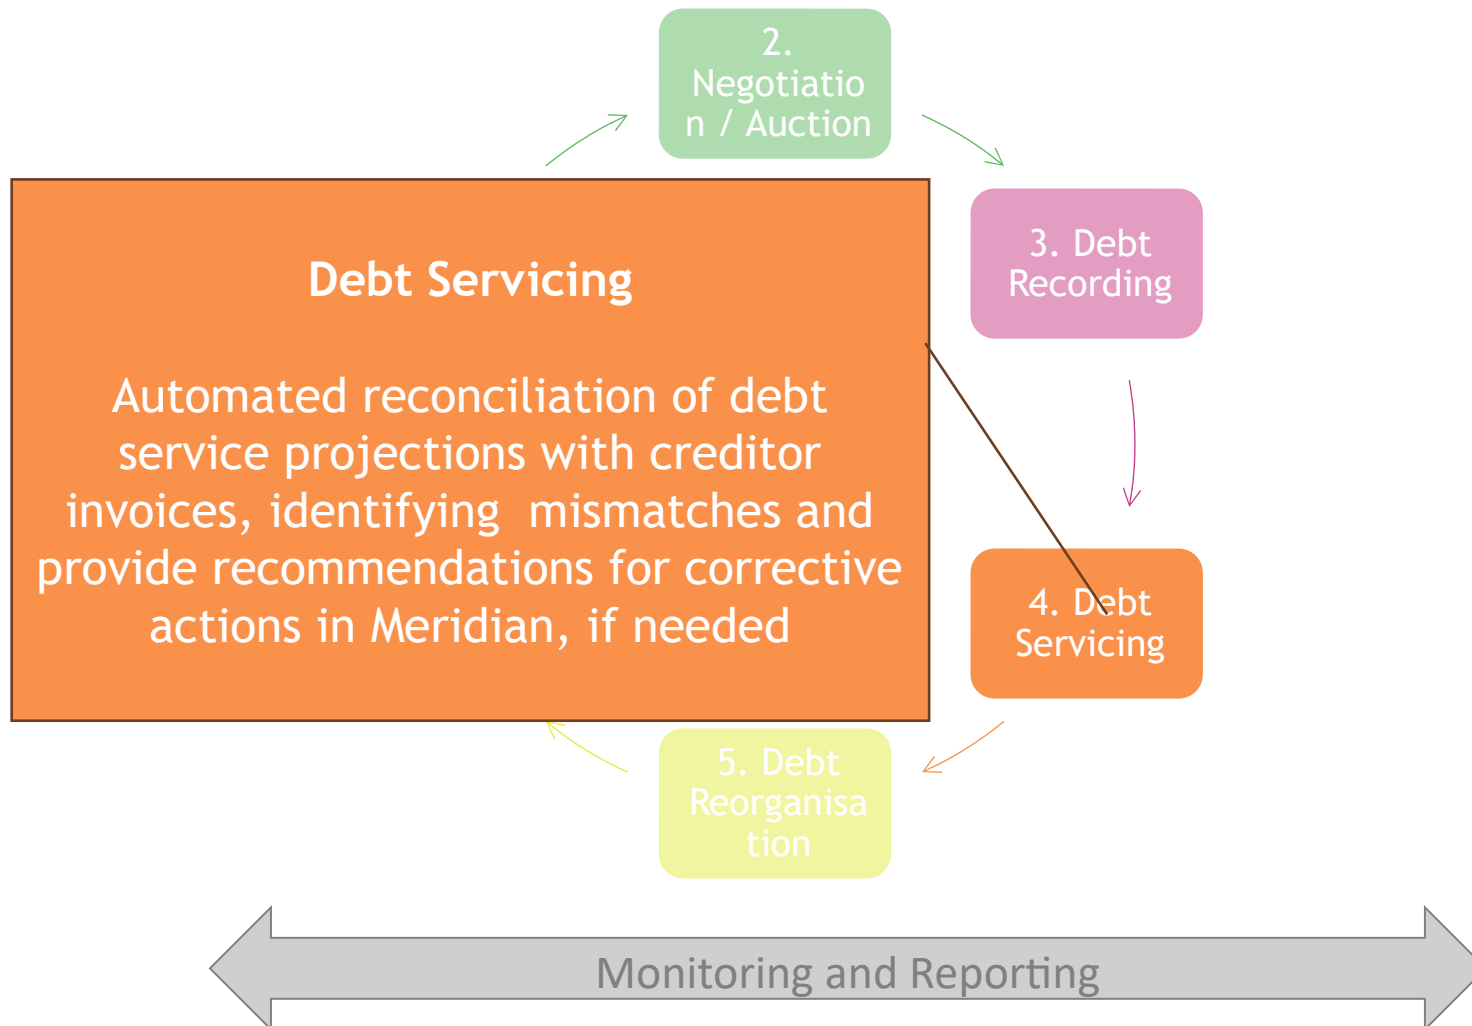 2.
Negotiatio
n / Auction
3. Debt
Recording
Debt Servicing
Automated reconciliation of debt
service projections with creditor
invoices, identifying  mismatches and
provide recommendations for corrective
actions in Meridian, if needed
4. Debt
Servicing
5. Debt
Reorganisa
tion
Monitoring and Reporting